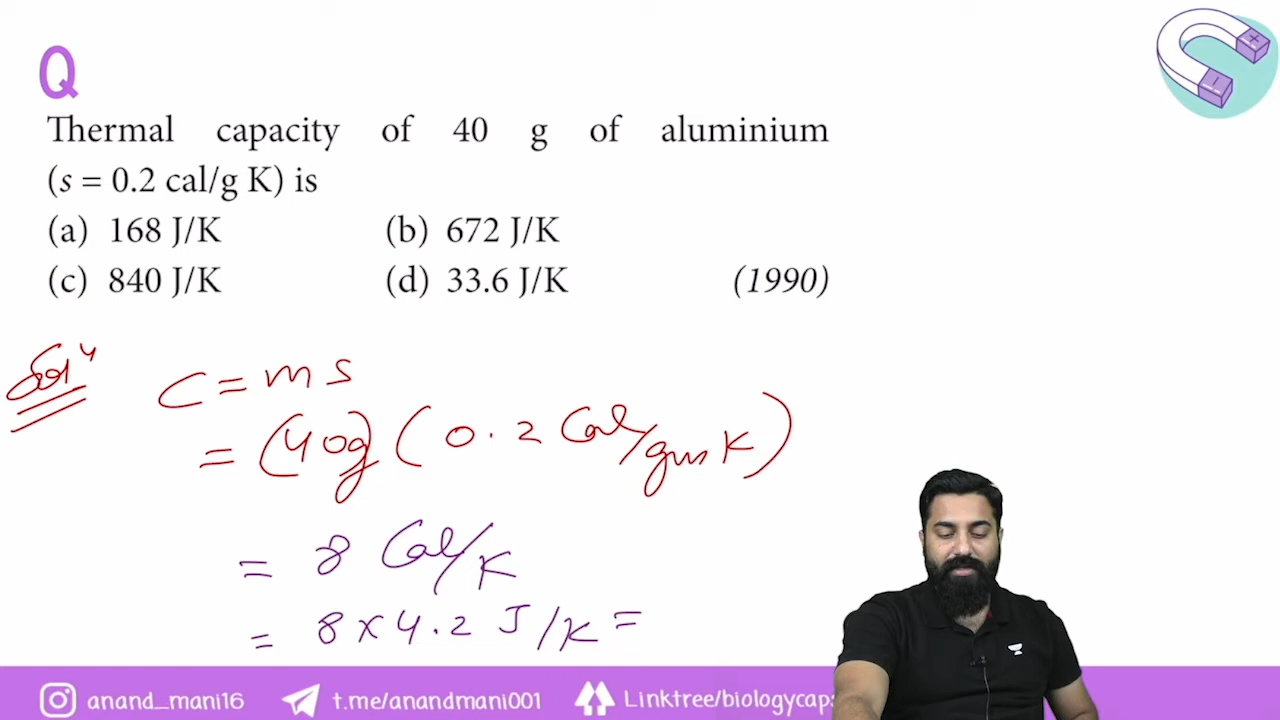 Q
Thermal capacity of 40 g of aluminium
(s = 0.2 cal/g K) is
(a) 168 J/K (b) 672 J/K
(c) 840 J/K (d) 33.6 J/K (1990)
Solⁿ
C = m s
= (40g) (0.2 Cal/gm K)
= 8 Cal/K
= 8 x 4.2 J/K =
anand_mani16 t.me/anandmani001 Linktree/biologycaps